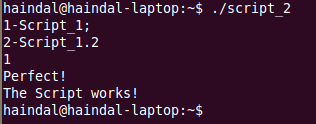 haindal@haindal-laptop:~$ ./script_2
1-Script_1;
2-Script_1.2
1
Perfect!
The Script works!
haindal@haindal-laptop:~$